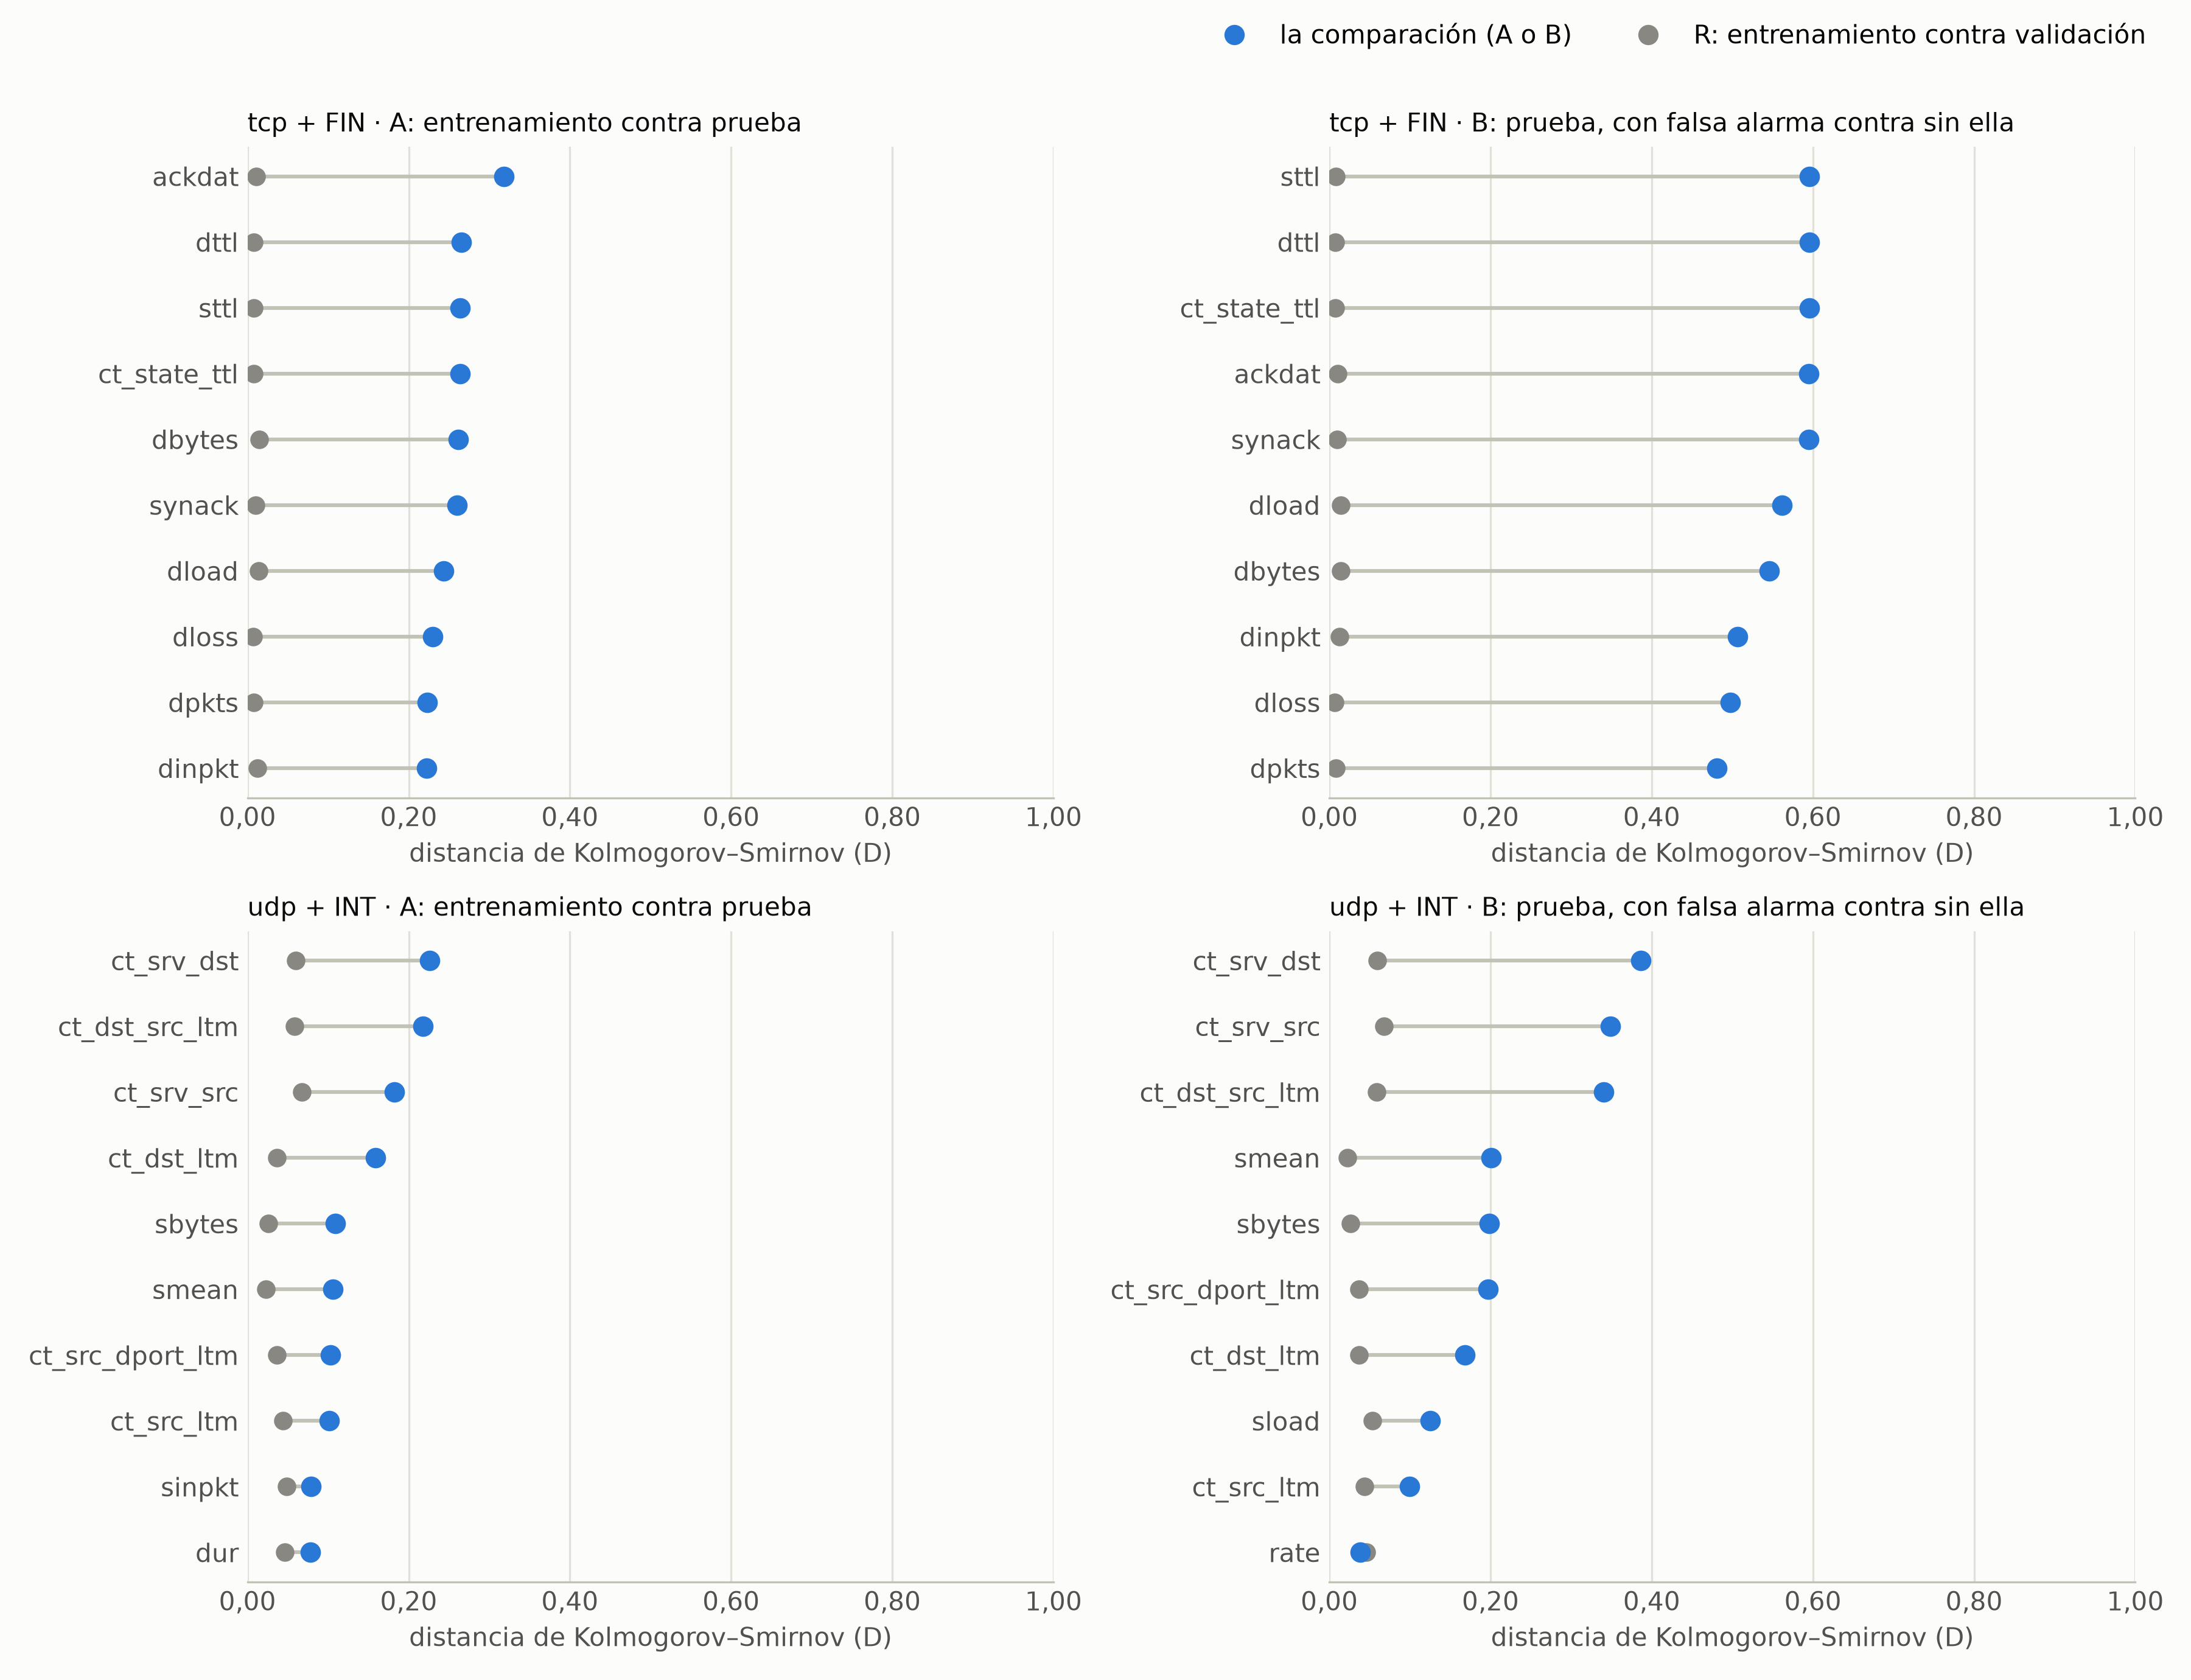 la comparación (A o B)
R: entrenamiento contra validación
tcp + FIN · A: entrenamiento contra prueba
ackdat
dttl
sttl
ct_state_ttl
dbytes
synack
dload
dloss
dpkts
dinpkt
0,00 0,20 0,40 0,60 0,80 1,00
distancia de Kolmogorov–Smirnov (D)
tcp + FIN · B: prueba, con falsa alarma contra sin ella
sttl
dttl
ct_state_ttl
ackdat
synack
dload
dbytes
dinpkt
dloss
dpkts
0,00 0,20 0,40 0,60 0,80 1,00
distancia de Kolmogorov–Smirnov (D)
udp + INT · A: entrenamiento contra prueba
ct_srv_dst
ct_dst_src_ltm
ct_srv_src
ct_dst_ltm
sbytes
smean
ct_src_dport_ltm
ct_src_ltm
sinpkt
dur
0,00 0,20 0,40 0,60 0,80 1,00
distancia de Kolmogorov–Smirnov (D)
udp + INT · B: prueba, con falsa alarma contra sin ella
ct_srv_dst
ct_srv_src
ct_dst_src_ltm
smean
sbytes
ct_src_dport_ltm
ct_dst_ltm
sload
ct_src_ltm
rate
0,00 0,20 0,40 0,60 0,80 1,00
distancia de Kolmogorov–Smirnov (D)